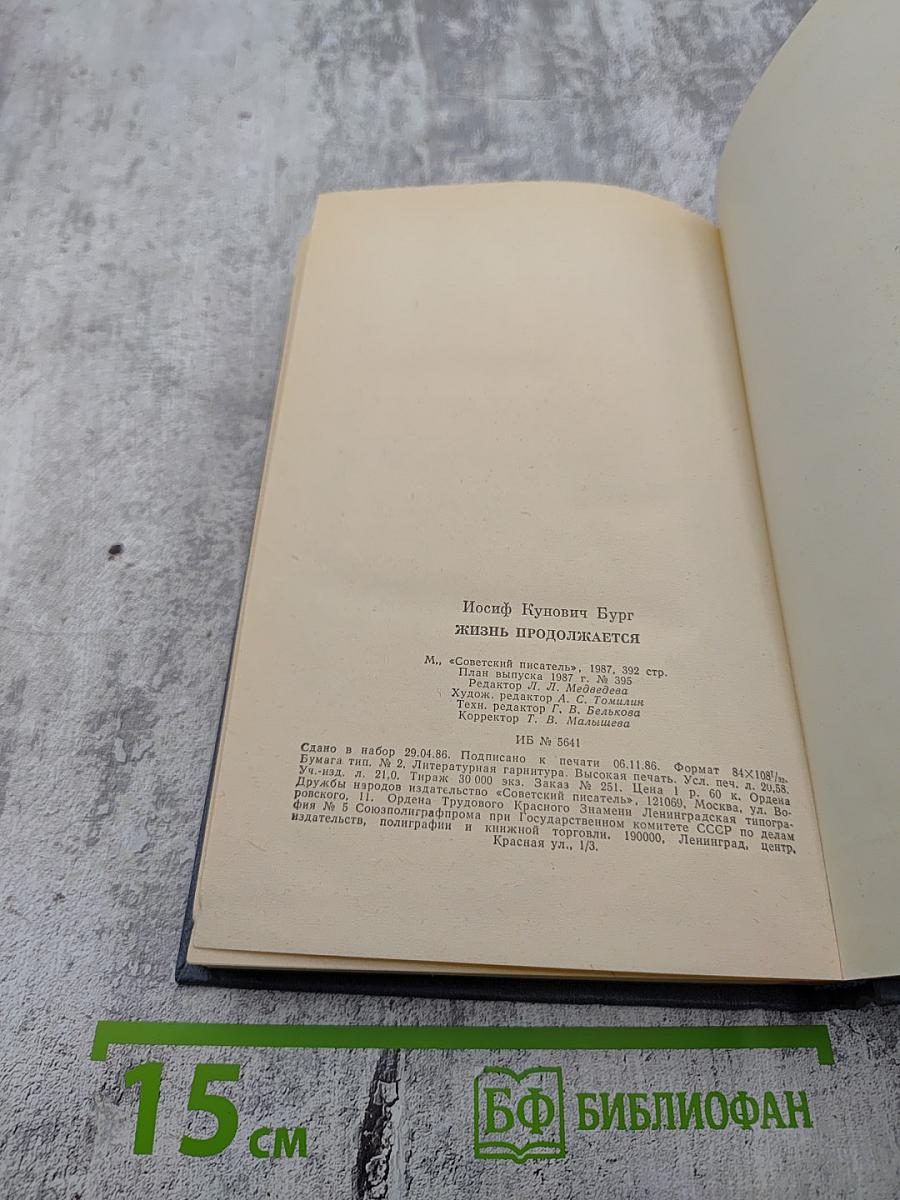 Иосиф Кунович Бург
ЖИЗНЬ ПРОДОЛЖАЕТСЯ
М., «Советский писатель», 1987, 392 стр.
План выпуска 1987 г. № 395
Редактор Л. Л. Медведева
Худож. редактор А. С. Томилин
Техн. редактор Г. В. Белькова
Корректор Т. В. Малышева
ИБ № 5641
Сдано в набор 29.04.86. Подписано к печати 06.11.86. Формат 84×108¹/₃₂.
Бумага тип. № 2. Литературная гарнитура. Высокая печать. Усл. печ. л. 20,58.
Уч.-изд. л. 21,0. Тираж 30 000 экз. Заказ № 251. Цена 1 р. 60 к. Ордена
Дружбы народов издательство «Советский писатель», 121069, Москва, ул. Во-
ровского, 11. Ордена Трудового Красного Знамени Ленинградская типогра-
фия № 5 Союзполиграфпрома при Государственном комитете СССР по делам
издательств, полиграфии и книжной торговли. 190000, Ленинград, центр,
Красная ул., 1/3.
15 см
БФ БИБЛИОФАН